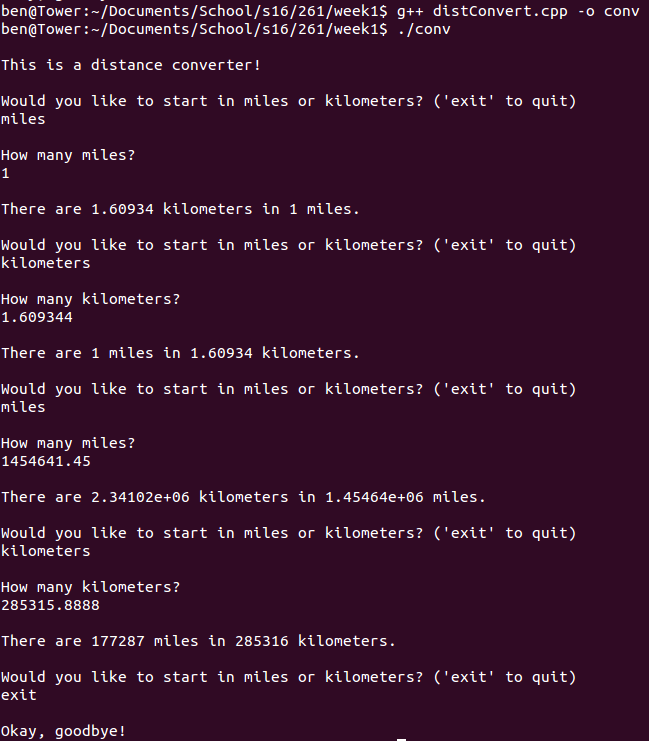 ben@Tower:~/Documents/School/s16/261/week1$ g++ distConvert.cpp -o conv
ben@Tower:~/Documents/School/s16/261/week1$ ./conv
This is a distance converter!
Would you like to start in miles or kilometers? ('exit' to quit)
miles
How many miles?
1
There are 1.60934 kilometers in 1 miles.
Would you like to start in miles or kilometers? ('exit' to quit)
kilometers
How many kilometers?
1.609344
There are 1 miles in 1.60934 kilometers.
Would you like to start in miles or kilometers? ('exit' to quit)
miles
How many miles?
1454641.45
There are 2.34102e+06 kilometers in 1.45464e+06 miles.
Would you like to start in miles or kilometers? ('exit' to quit)
kilometers
How many kilometers?
285315.8888
There are 177287 miles in 285316 kilometers.
Would you like to start in miles or kilometers? ('exit' to quit)
exit
Okay, goodbye!